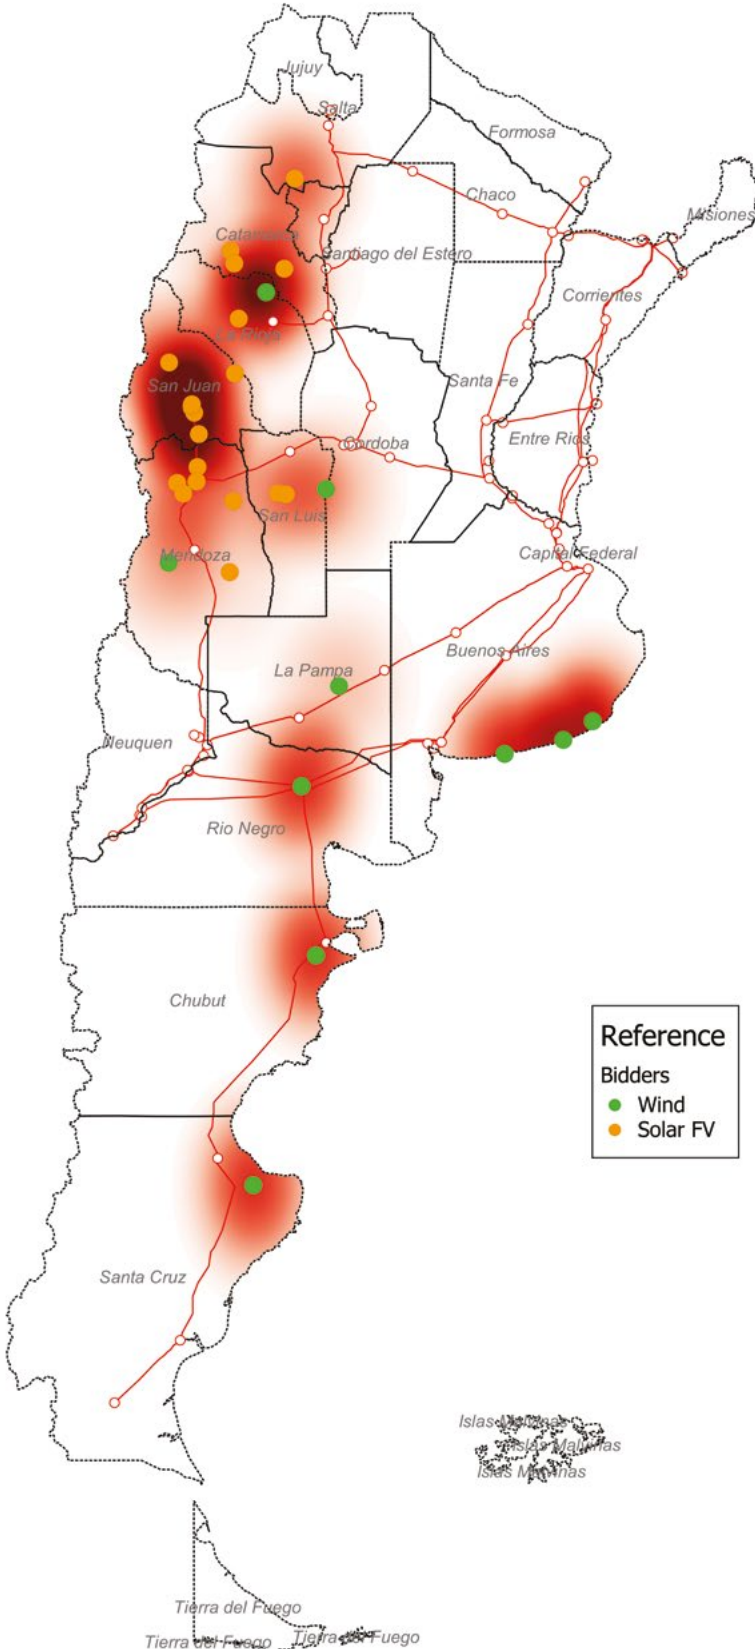 Jujuy
Salta
Formosa
Chaco
Misiones
Catamarca
Santiago del Estero
Corrientes
La Rioja
San Juan
Santa Fe
Cordoba
Entre Rios
San Luis
Mendoza
Capital Federal
Buenos Aires
La Pampa
Neuquen
Rio Negro
Chubut
Reference
Bidders
Wind
Solar FV
Santa Cruz
Islas Malvinas
Islas Malvinas
Islas Malvinas
Tierra del Fuego
Tierra del Fuego
Tierra del Fuego